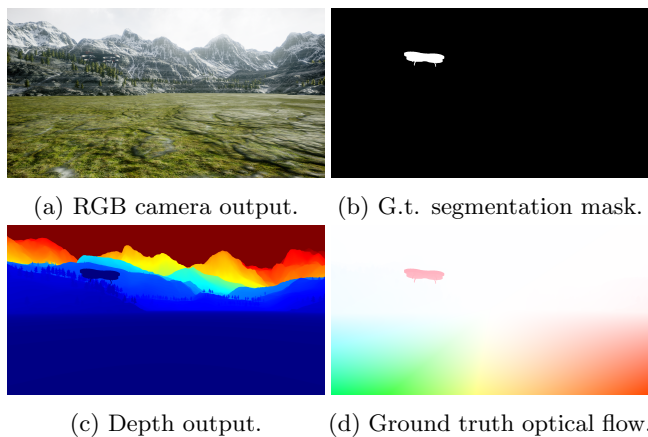 (a) RGB camera output.
(b) G.t. segmentation mask.
(c) Depth output.
(d) Ground truth optical flow.